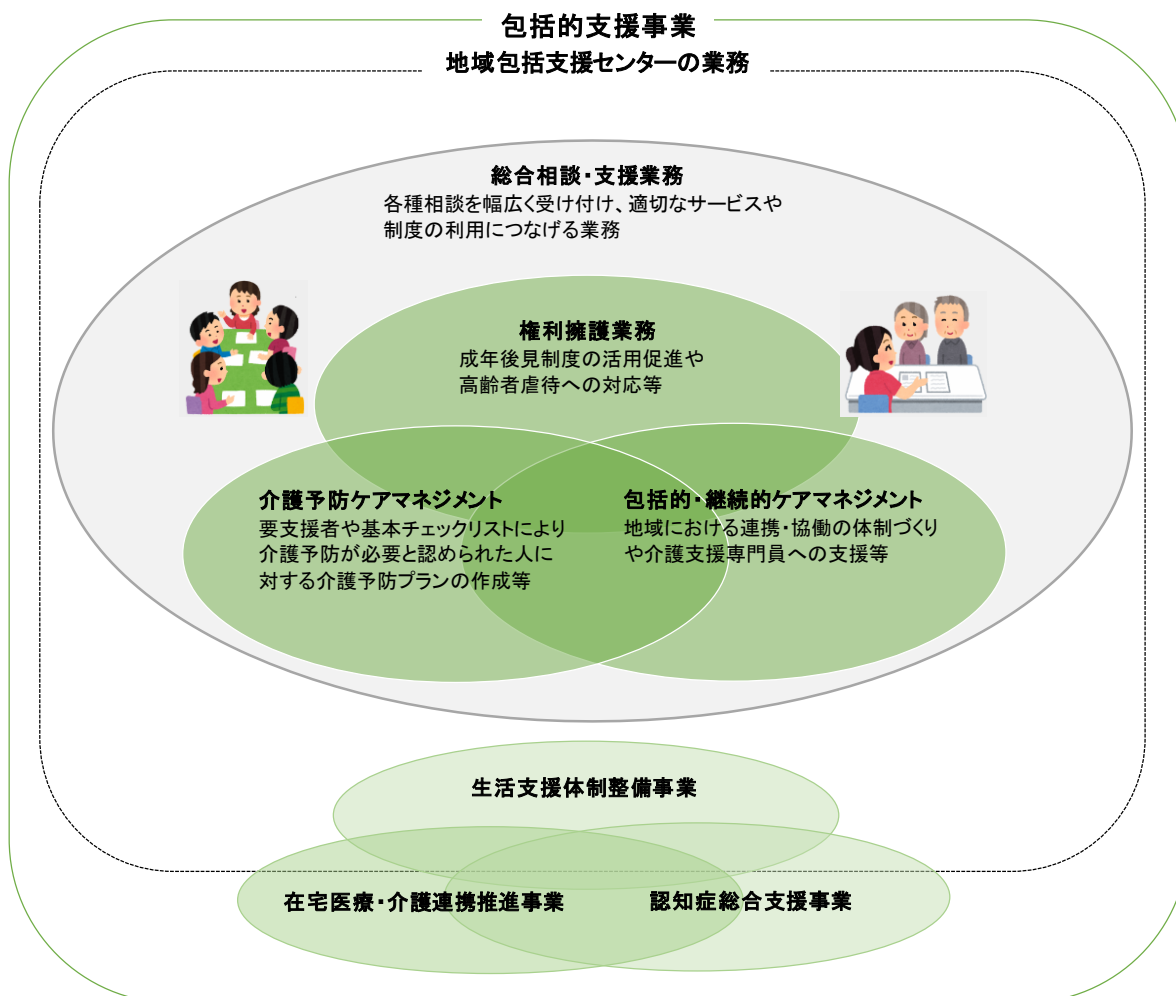 包括的支援事業
地域包括支援センターの業務
総合相談・支援業務
各種相談を幅広く受け付け、適切なサービスや
制度の利用につなげる業務
権利擁護業務
成年後見制度の活用促進や
高齢者虐待への対応等
介護予防ケアマネジメント
要支援者や基本チェックリストにより
介護予防が必要と認められた人に
対する介護予防プランの作成等
包括的・継続的ケアマネジメント
地域における連携・協働の体制づくり
や介護支援専門員への支援等
生活支援体制整備事業
在宅医療・介護連携推進事業
認知症総合支援事業